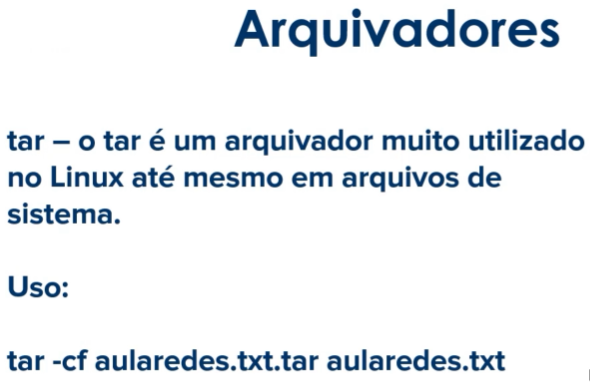 Arquivadores
tar – o tar é um arquivador muito utilizado
no Linux até mesmo em arquivos de
sistema.
Uso:
tar -cf aularedes.txt.tar aularedes.txt